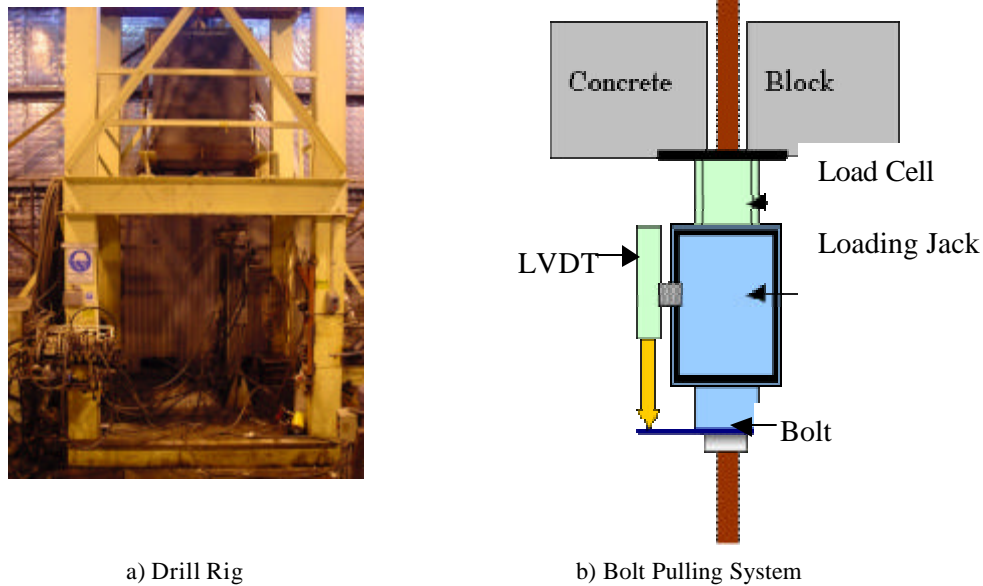 Concrete
Block
Load Cell
LVDT
Loading Jack
Bolt
a) Drill Rig
b) Bolt Pulling System